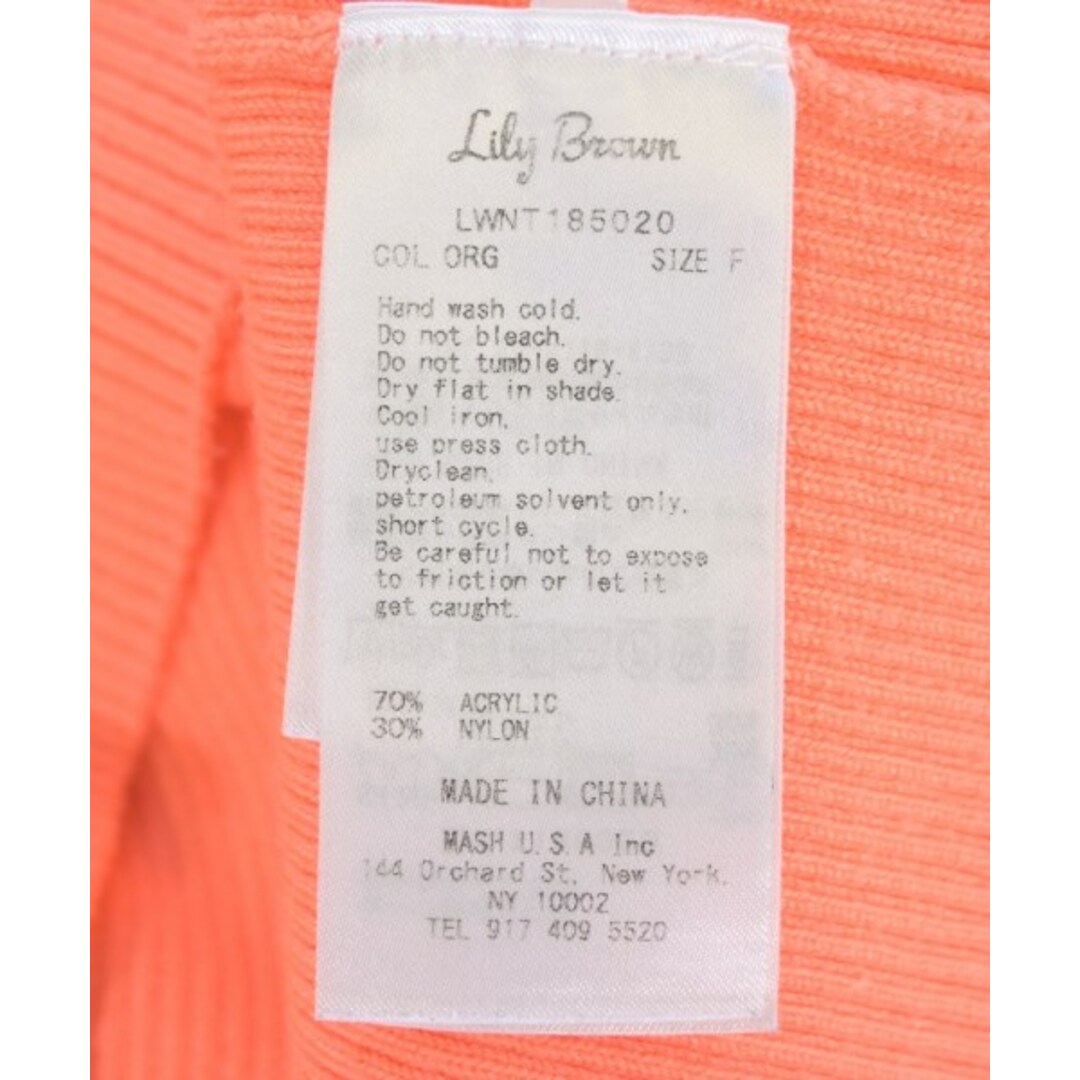 Lily Brown
LWNT185020
COL ORG SIZE F
Hand wash cold.
Do not bleach.
Do not tumble dry.
Dry flat in shade.
Cool iron,
use press cloth.
Dryclean,
petroleum solvent only,
short cycle.
Be careful not to expose
to friction or let it
get caught.
70% ACRYLIC
30% NYLON
MADE IN CHINA
MASH U.S.A Inc
144 Orchard St. New York,
NY 10002
TEL 917 409 5520